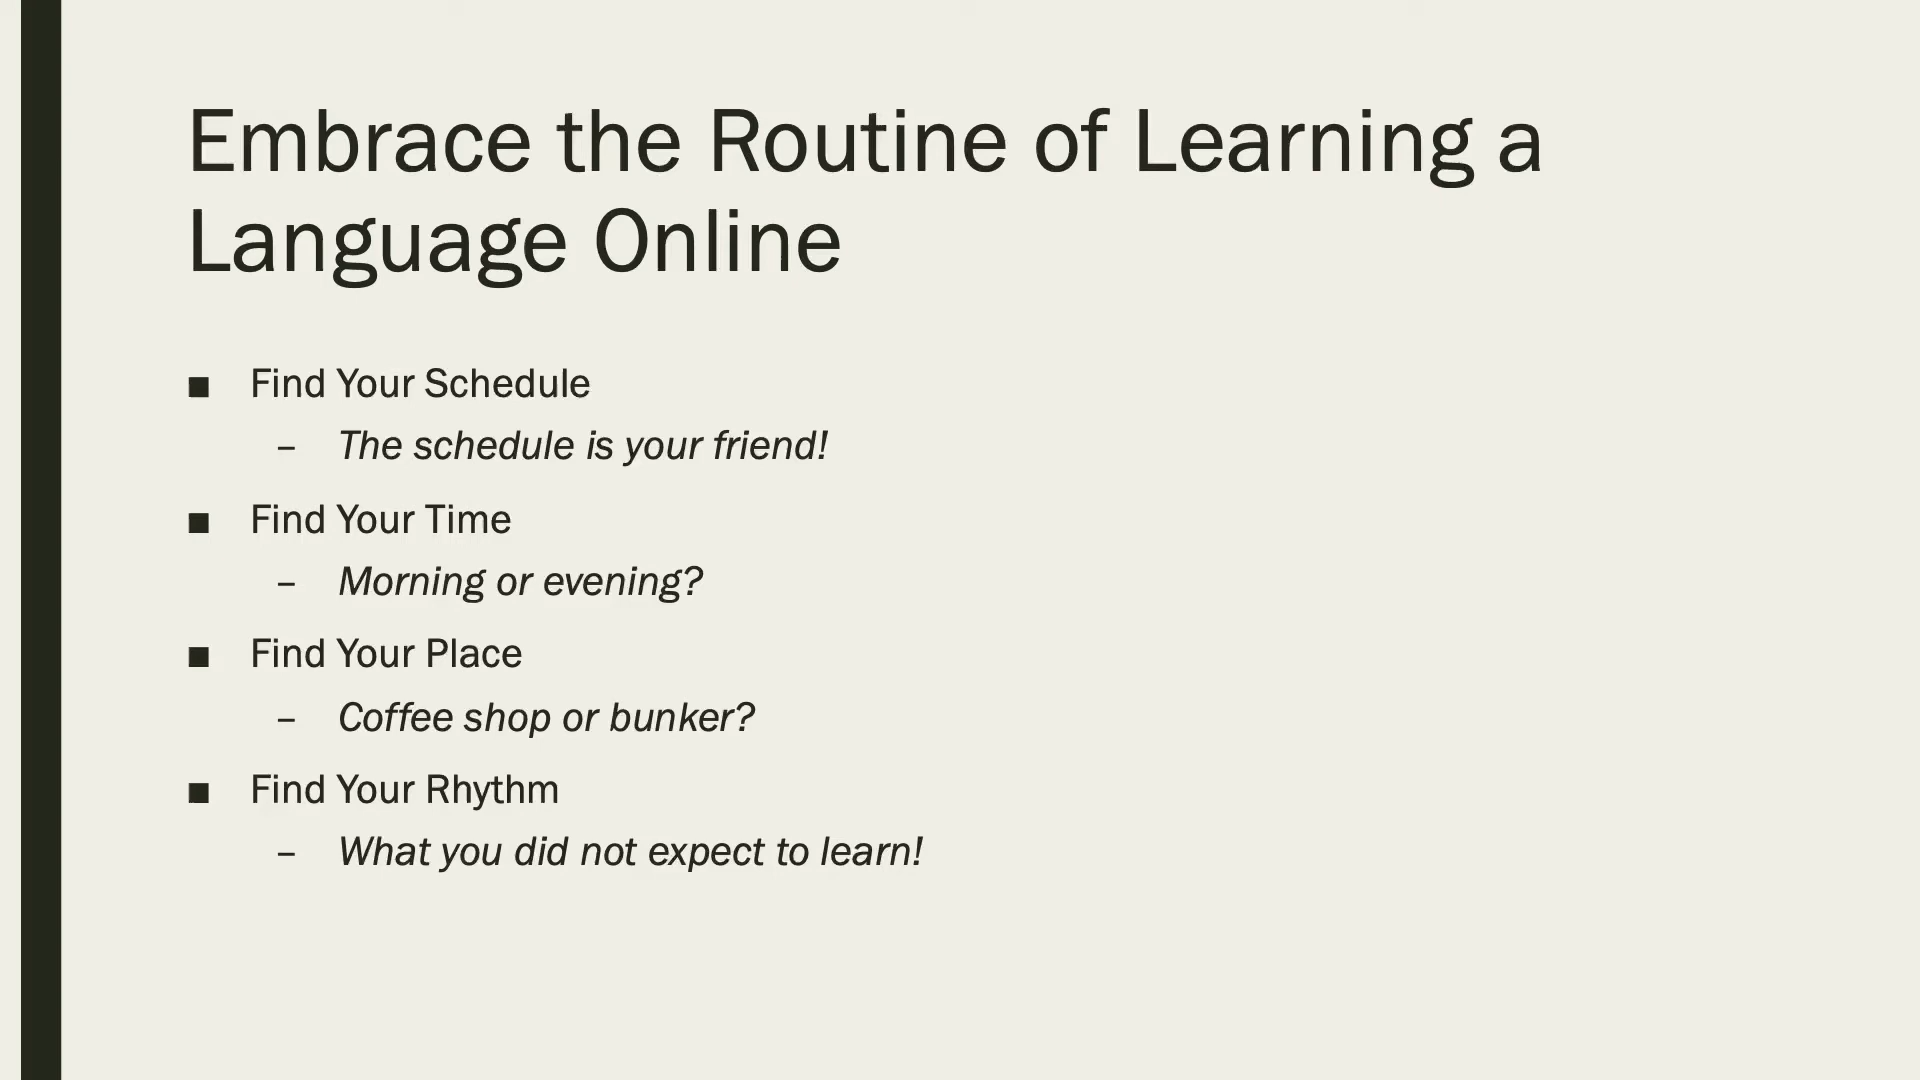 Embrace the Routine of Learning a
Language Online
■ Find Your Schedule
– The schedule is your friend!
■ Find Your Time
– Morning or evening?
■ Find Your Place
– Coffee shop or bunker?
■ Find Your Rhythm
– What you did not expect to learn!